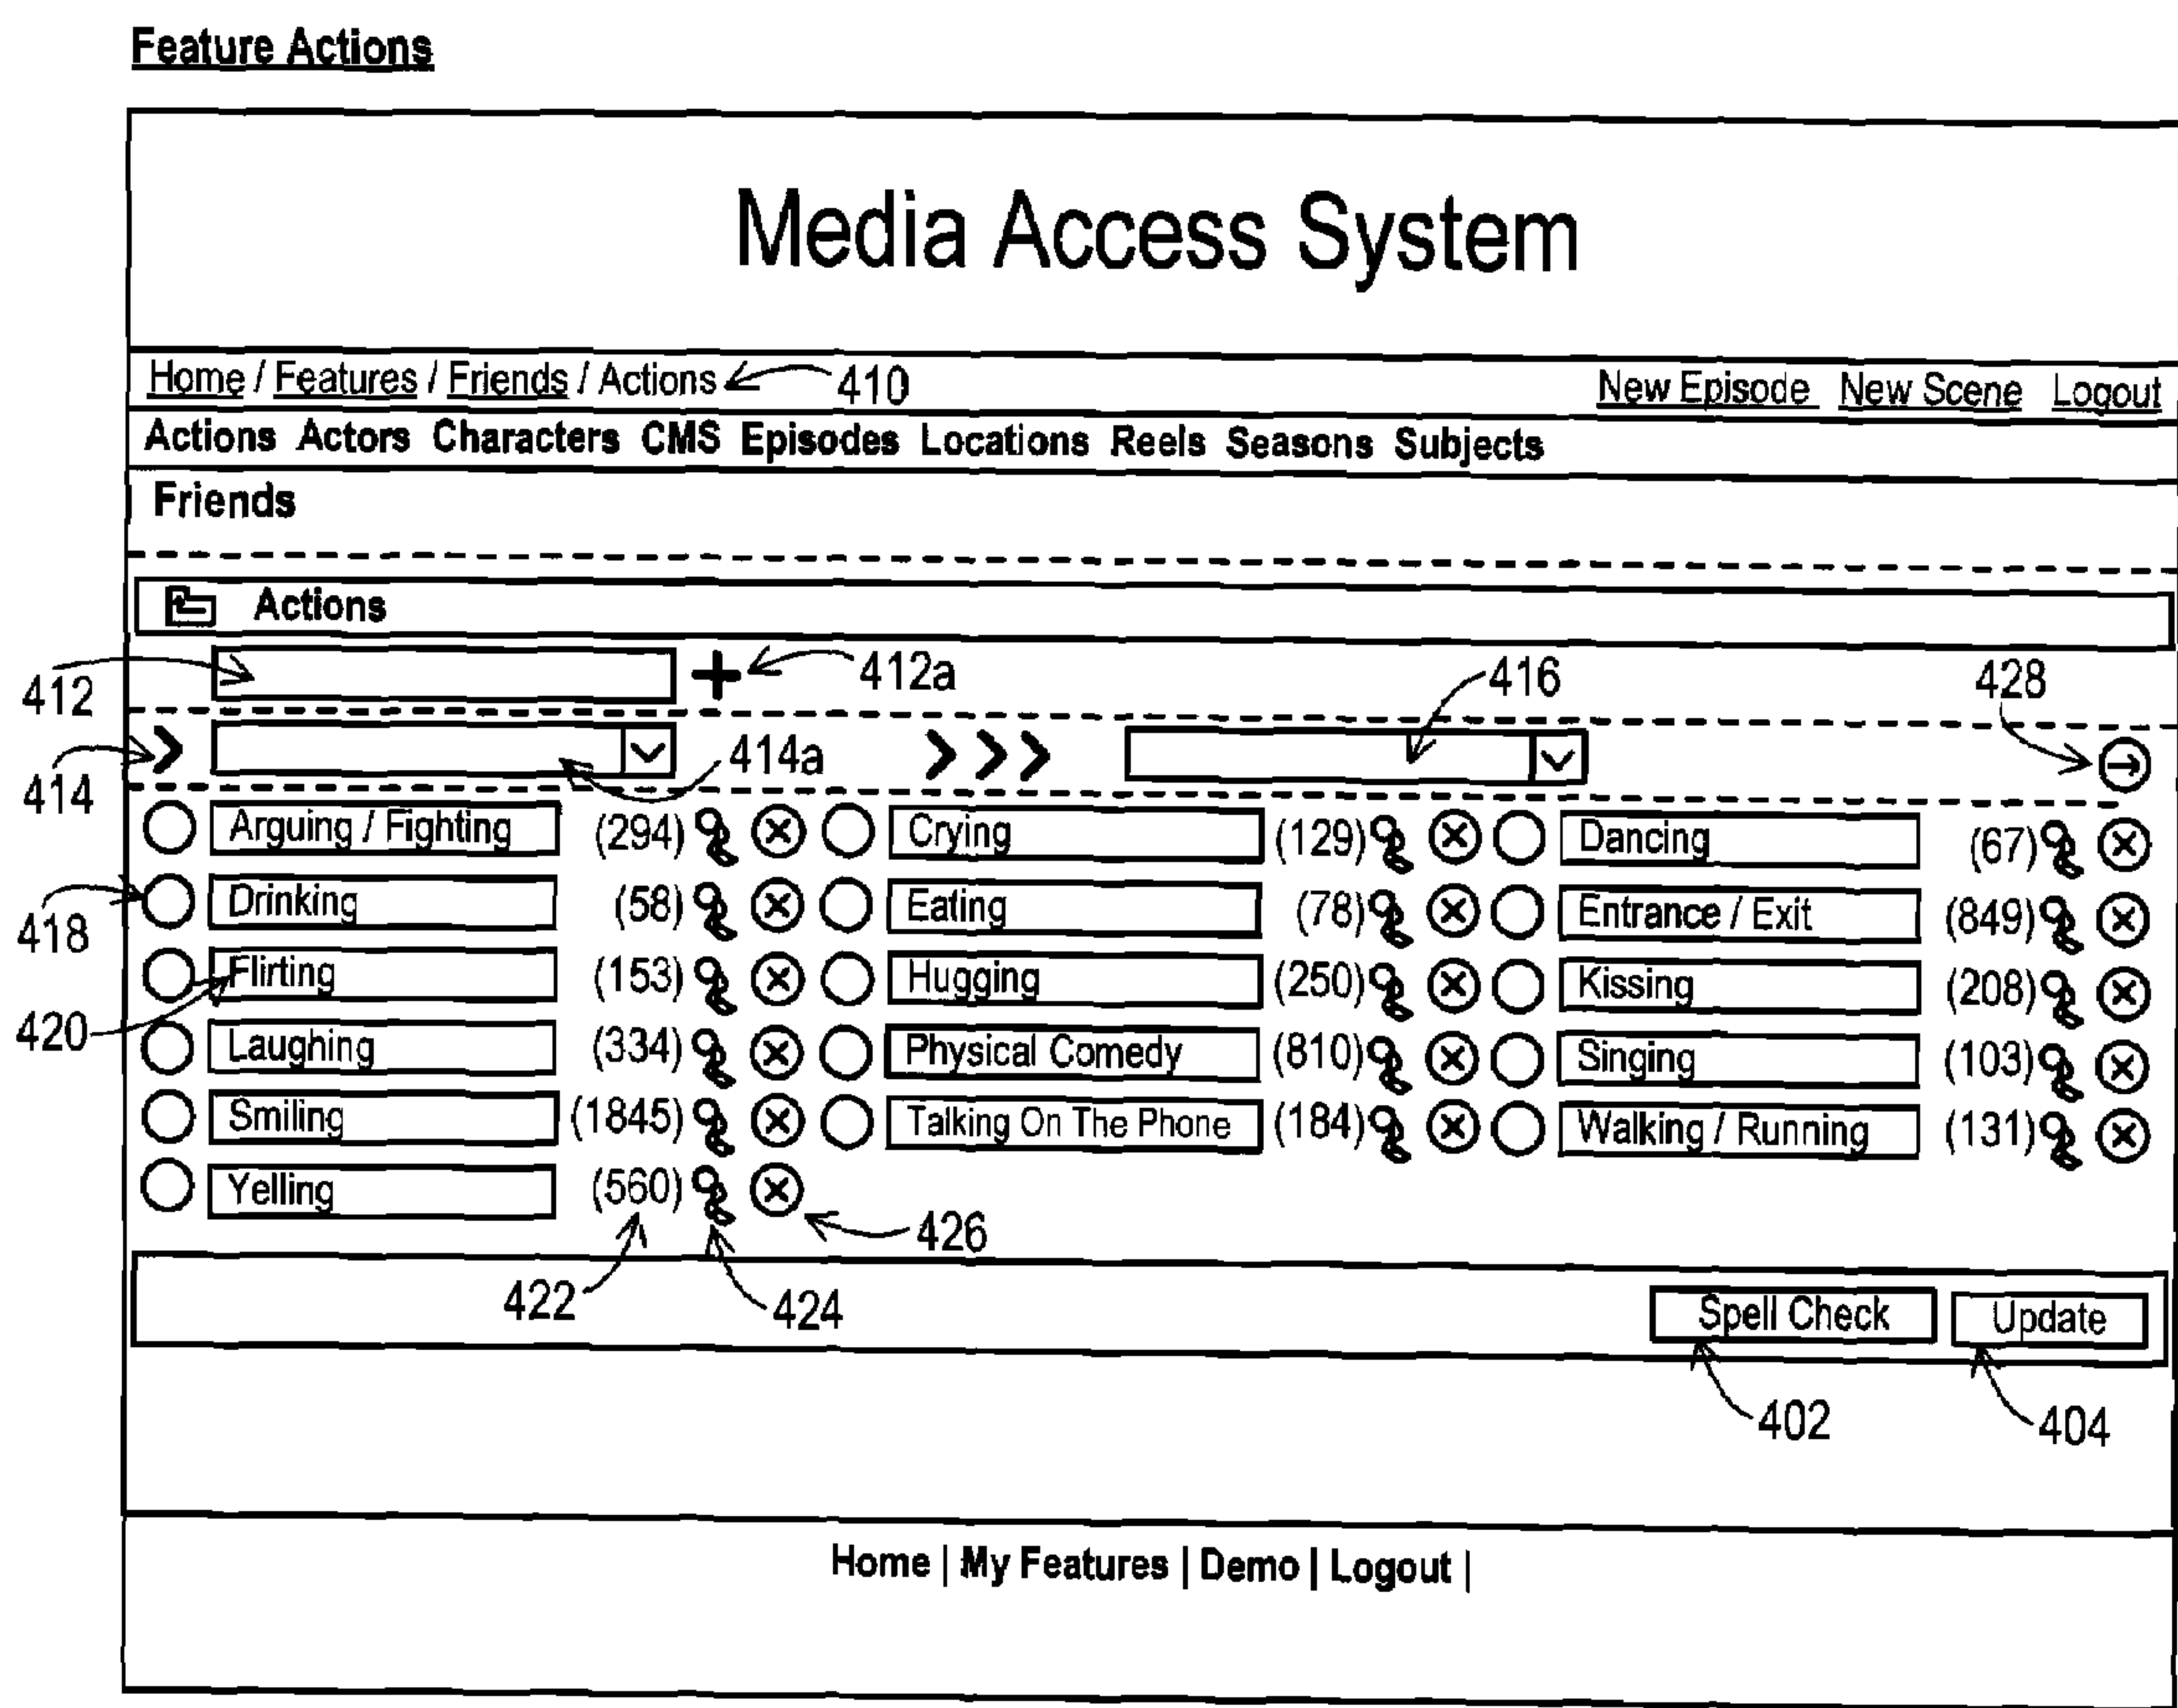 Feature Actions
Media Access System
Home / Features / Friends / Actions 410 New Episode New Scene Logout
Actions Actors Characters CMS Episodes Locations Reels Seasons Subjects
Friends
Actions
412 412a 416 428
414 414a
Arguing / Fighting (294) Crying (129) Dancing (67)
418 Drinking (58) Eating (78) Entrance / Exit (849)
420 Flirting (153) Hugging (250) Kissing (208)
Laughing (334) Physical Comedy (810) Singing (103)
Smiling (1845) Talking On The Phone (184) Walking / Running (131)
Yelling (560)
426
422 424 Spell Check Update
402 404
Home | My Features | Demo | Logout |